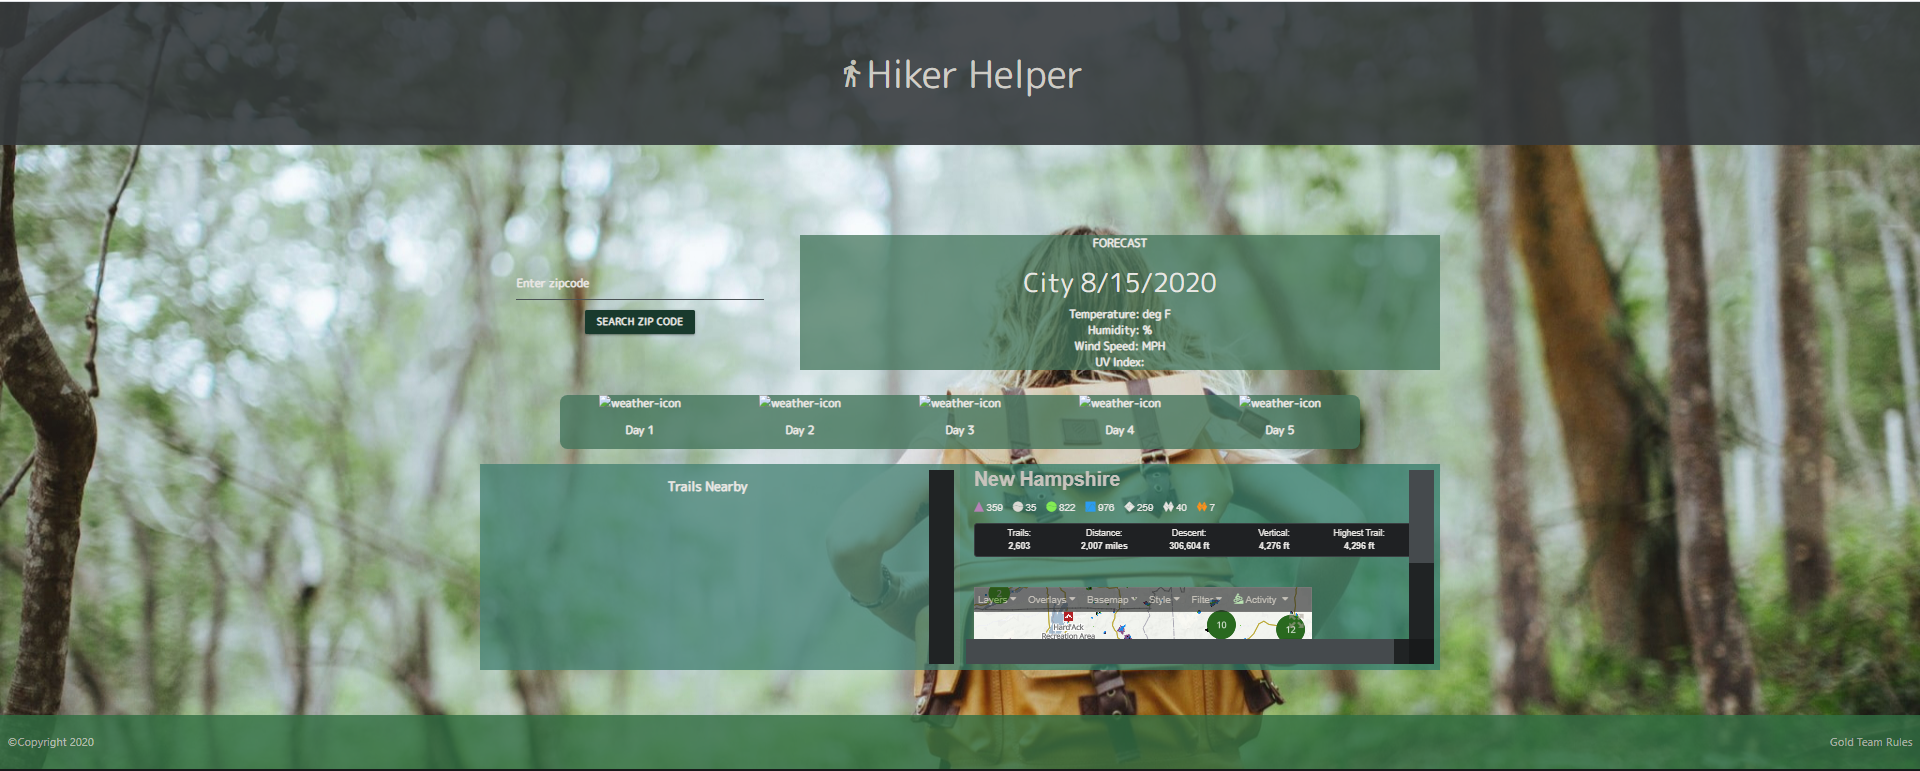 Hiker Helper
Enter zipcode
SEARCH ZIP CODE
FORECAST
City 8/15/2020
Temperature: deg F
Humidity: %
Wind Speed: MPH
UV Index:
weather-icon weather-icon weather-icon weather-icon weather-icon
Day 1 Day 2 Day 3 Day 4 Day 5
Trails Nearby
New Hampshire
359 35 822 976 259 40 7
Trails: Distance: Descent: Vertical: Highest Trail:
2,603 2,007 miles 306,604 ft 4,276 ft 4,296 ft
2
Layers Overlays Basemap Style Filter Activity
Hard'Ack
Recreation Area
10
12
©Copyright 2020
Gold Team Rules